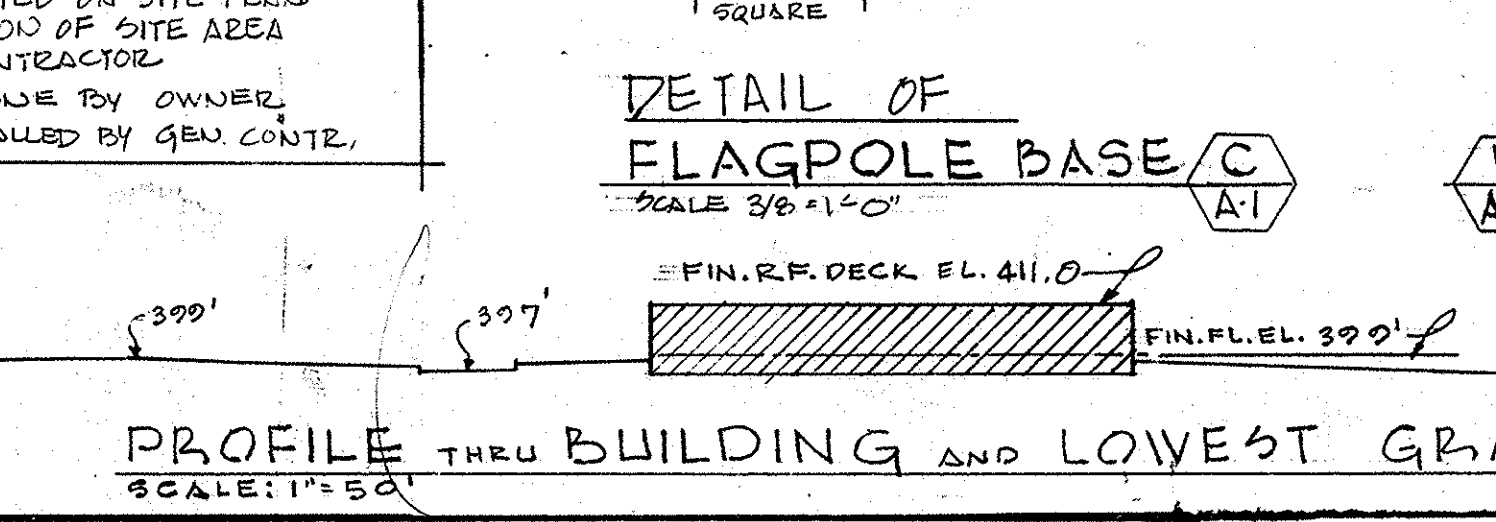 ON OF SITE AREA
NTRACTOR
NE BY OWNER
ALLED BY GEN. CONTR,
SQUARE
DETAIL OF
FLAGPOLE BASE
SCALE 3/8 = 1'-0"
C
A-1
FIN.RF.DECK EL. 411.0
399'
397'
FIN.FL.EL. 399'
PROFILE THRU BUILDING AND LOWEST GRA
SCALE: 1"=50'